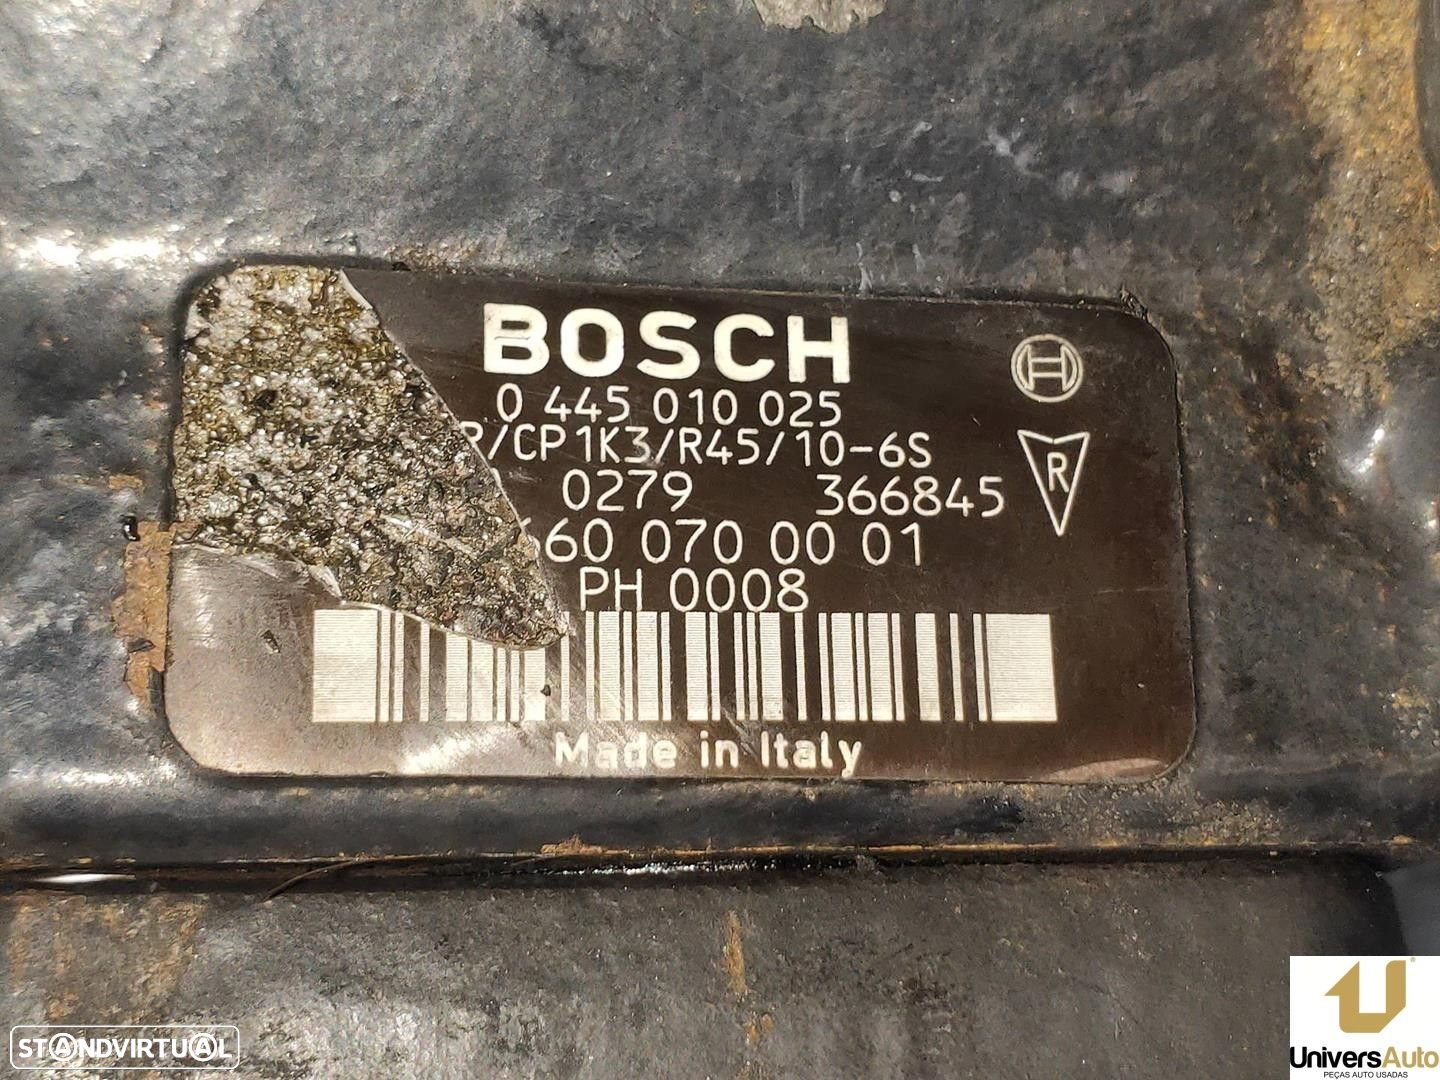 BOSCH
0 445 010 025
R/CP1K3/R45/10-6S
0279 366845
R
660 070 00 01
PH 0008
Made in Italy
STANDVIRTUAL
UniversAuto
PEÇAS AUTO USADAS